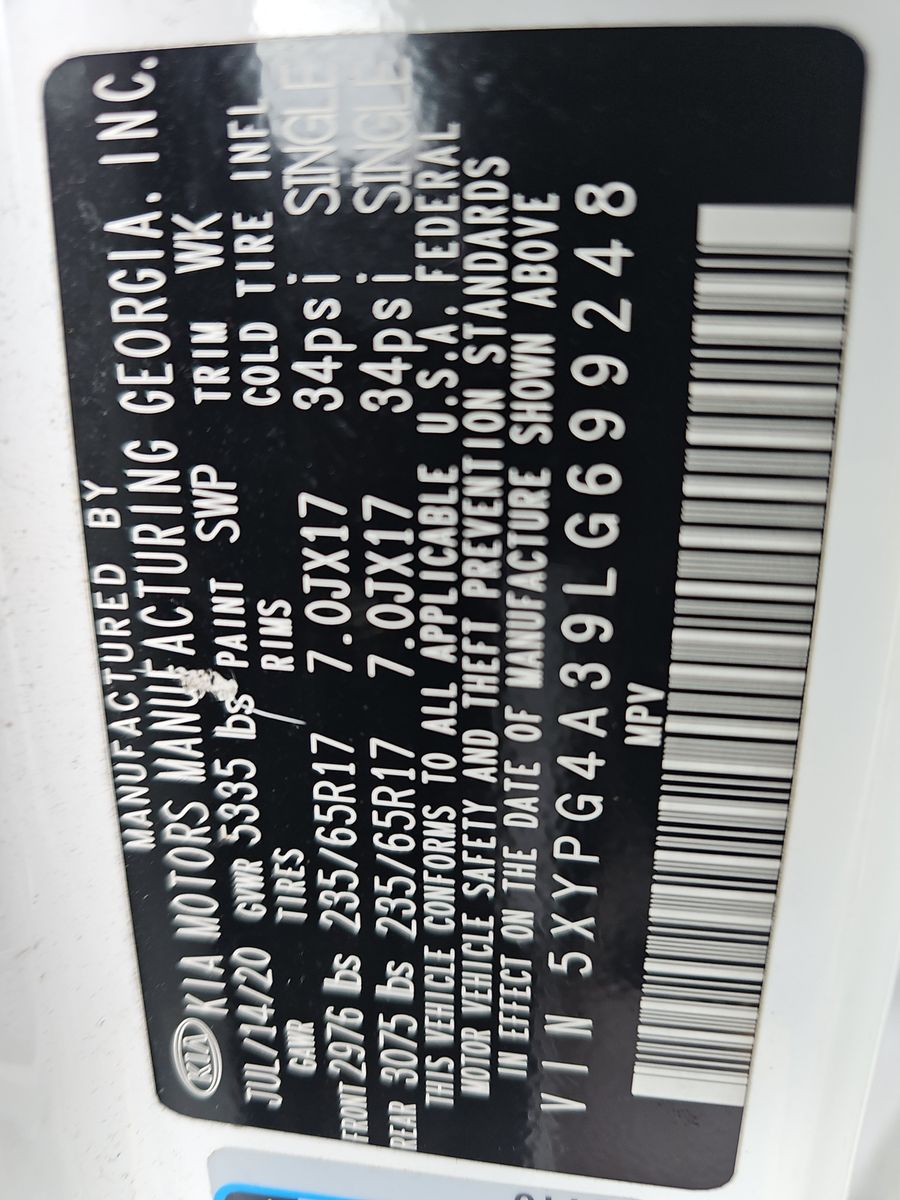 MANUFACTURED BY
KIA KIA MOTORS MANUFACTURING GEORGIA, INC.
JUL/14/20 GVWR 5335 lbs PAINT SWP TRIM WK
GAWR TIRES RIMS COLD TIRE INFL
FRONT 2976 lbs 235/65R17 7.0JX17 34psi SINGLE
REAR 3075 lbs 235/65R17 7.0JX17 34psi SINGLE
THIS VEHICLE CONFORMS TO ALL APPLICABLE U.S.A. FEDERAL
MOTOR VEHICLE SAFETY AND THEFT PREVENTION STANDARDS
IN EFFECT ON THE DATE OF MANUFACTURE SHOWN ABOVE
VIN 5XYPG4A39LG699248
MPV